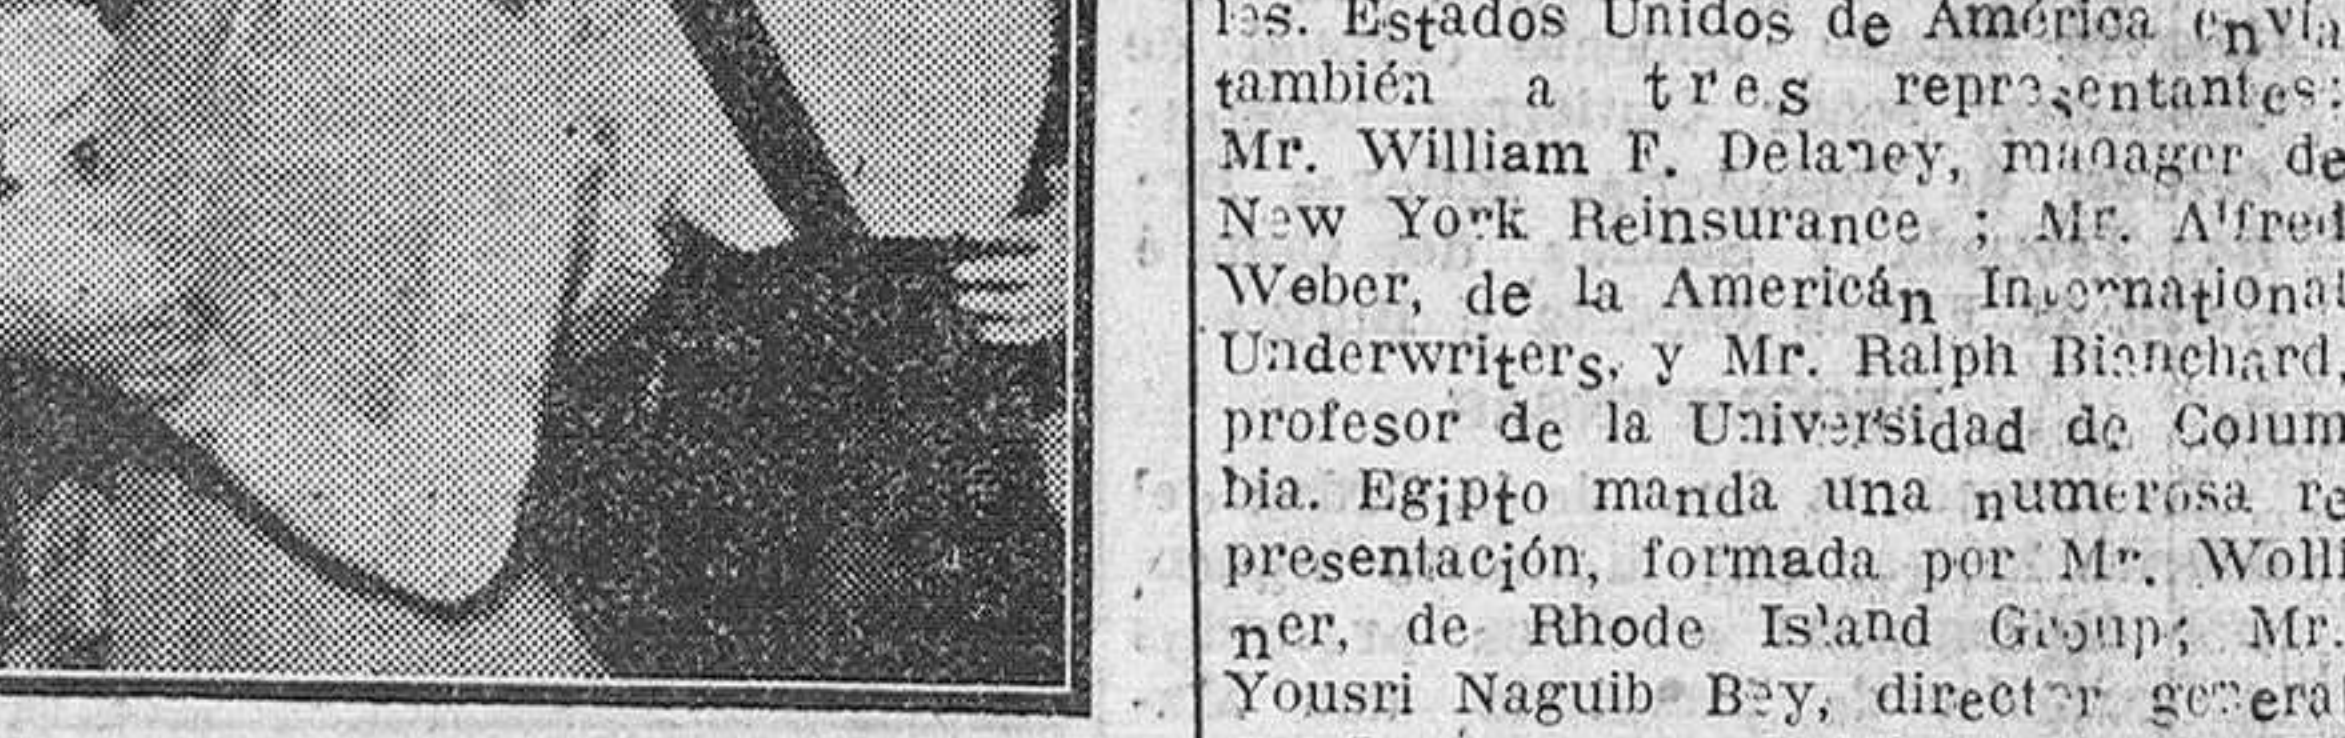 les. Estados Unidos de América envía
también a tres representantes:
Mr. William F. Delaney, manager de
New York Reinsurance ; Mr. Alfred
Weber, de la Americán International
Underwriters, y Mr. Ralph Blanchard,
profesor de la Universidad de Colum
bia. Egipto manda una numerosa re
presentación, formada por Mr. Wolli
ner, de Rhode Island Group; Mr.
Yousri Naguib Bey, director general